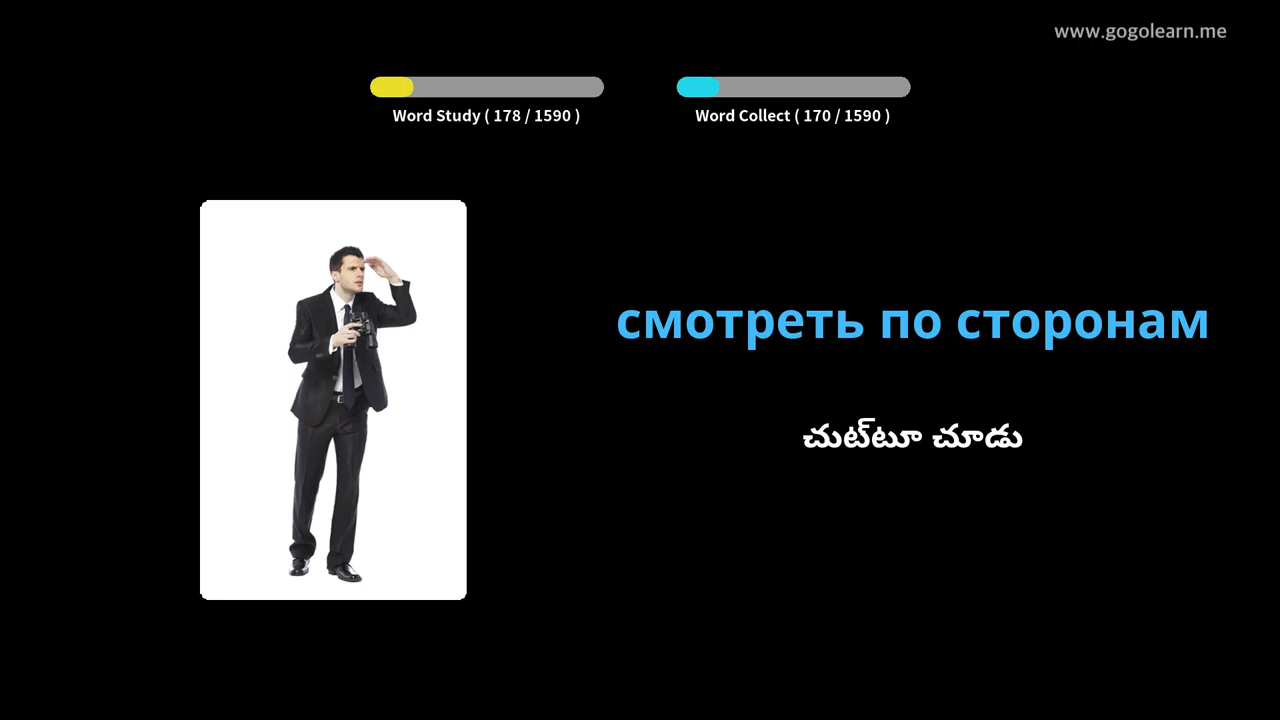 www.gogolearn.me
Word Study ( 178 / 1590 )
Word Collect ( 170 / 1590 )
смотреть по сторонам
చుట్‌టూ చూడు